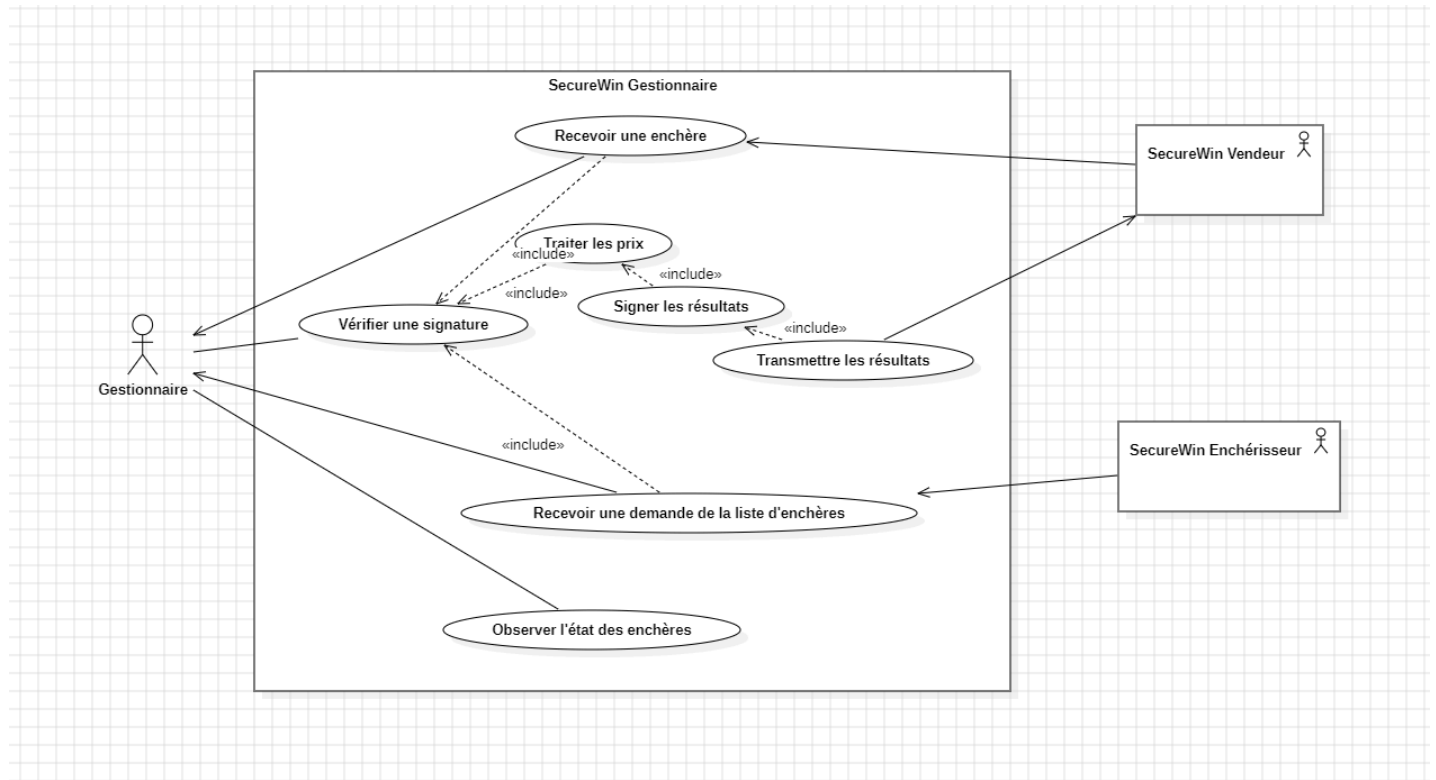 SecureWin Gestionnaire
Recevoir une enchère
SecureWin Vendeur
Traiter les prix
«include»
«include»
«include»
Signer les résultats
Vérifier une signature
«include»
Transmettre les résultats
Gestionnaire
«include»
SecureWin Enchérisseur
Recevoir une demande de la liste d'enchères
Observer l'état des enchères